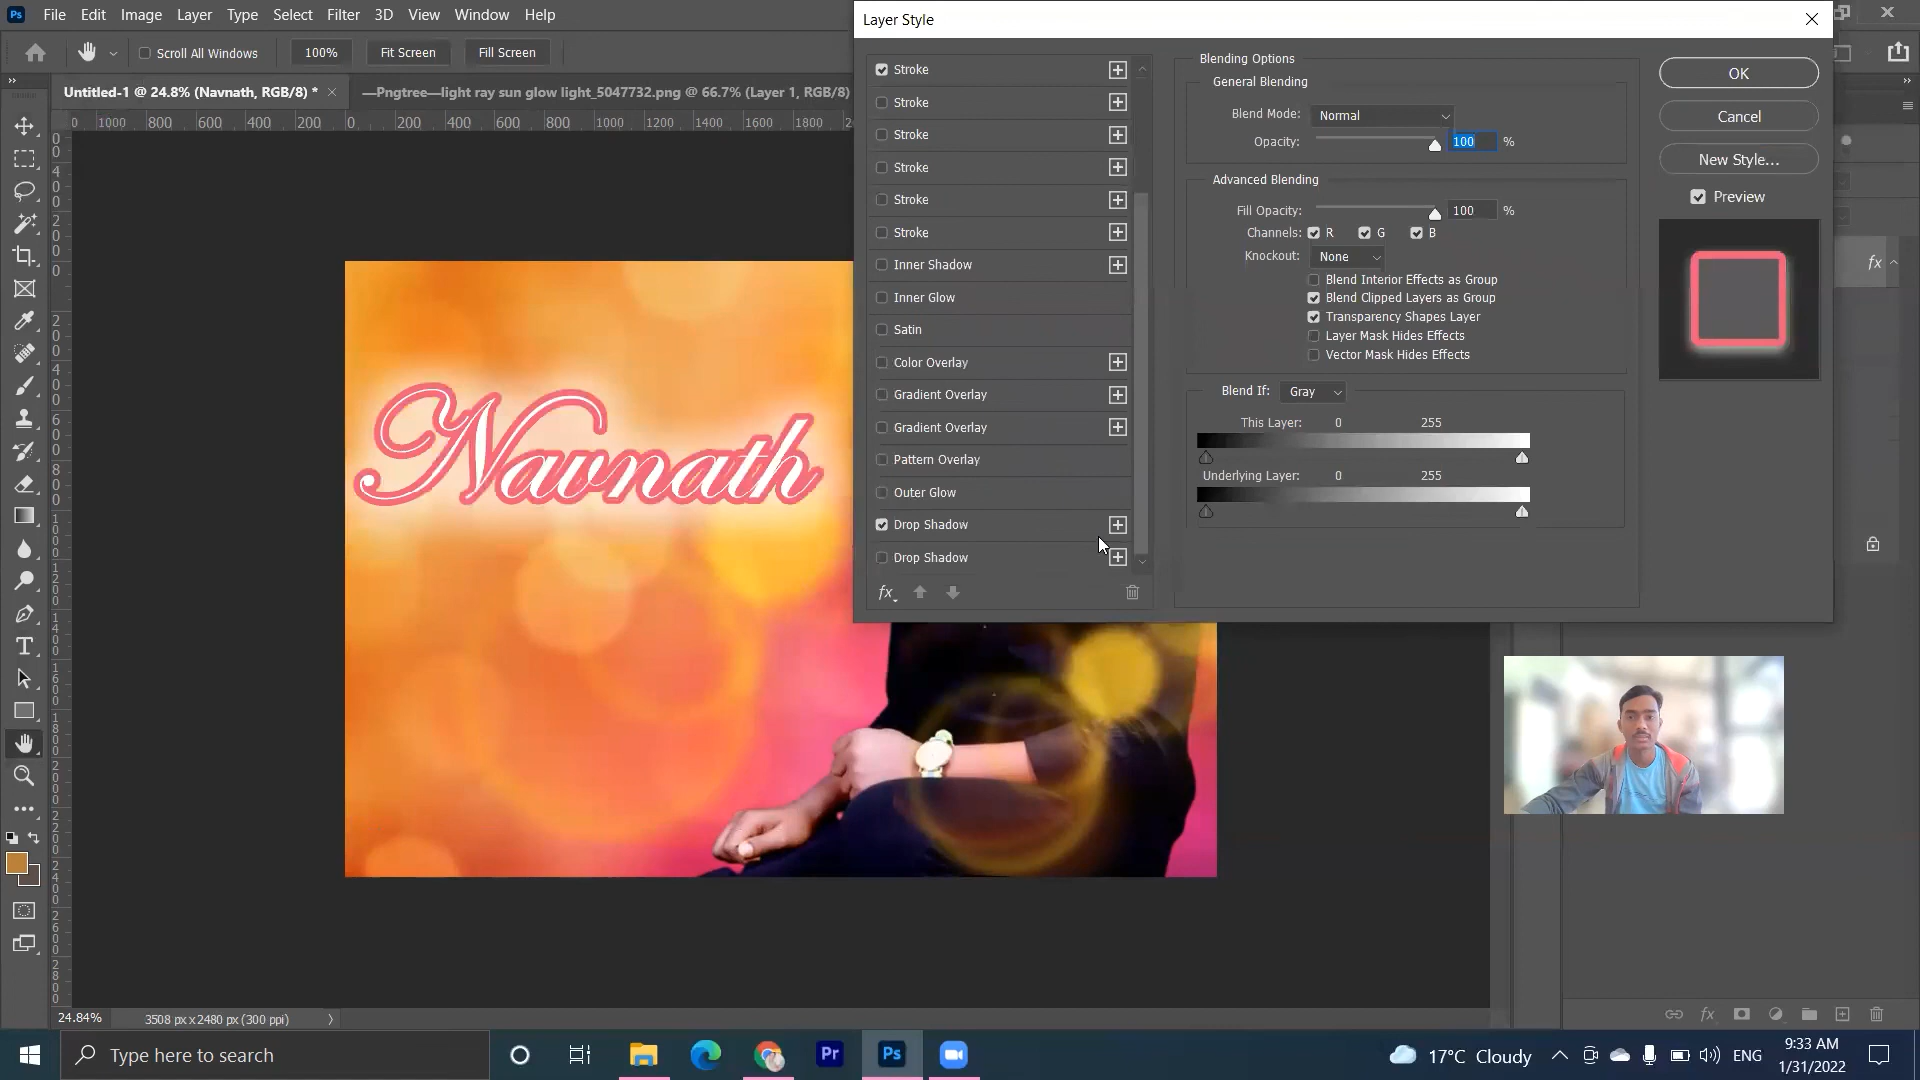 File Edit Image Layer Type Select Filter 3D View Window Help
Scroll All Windows 100% Fit Screen Fill Screen
Untitled-1 @ 24.8% (Navnath, RGB/8) * × —Pngtree—light ray sun glow light_5047732.png @ 66.7% (Layer 1, RGB/8)
Layer Style
Stroke
Stroke
Stroke
Stroke
Stroke
Stroke
Inner Shadow
Inner Glow
Satin
Color Overlay
Gradient Overlay
Gradient Overlay
Pattern Overlay
Outer Glow
Drop Shadow
Drop Shadow
fx
Blending Options
General Blending
Blend Mode: Normal
Opacity: 100 %
Advanced Blending
Fill Opacity: 100 %
Channels: R G B
Knockout: None
Blend Interior Effects as Group
Blend Clipped Layers as Group
Transparency Shapes Layer
Layer Mask Hides Effects
Vector Mask Hides Effects
Blend If: Gray
This Layer: 0 255
Underlying Layer: 0 255
OK
Cancel
New Style...
Preview
fx
Navnath
24.84% 3508 px x 2480 px (300 ppi)
fx
Type here to search
Pr
Ps
17°C Cloudy
ENG
9:33 AM
1/31/2022